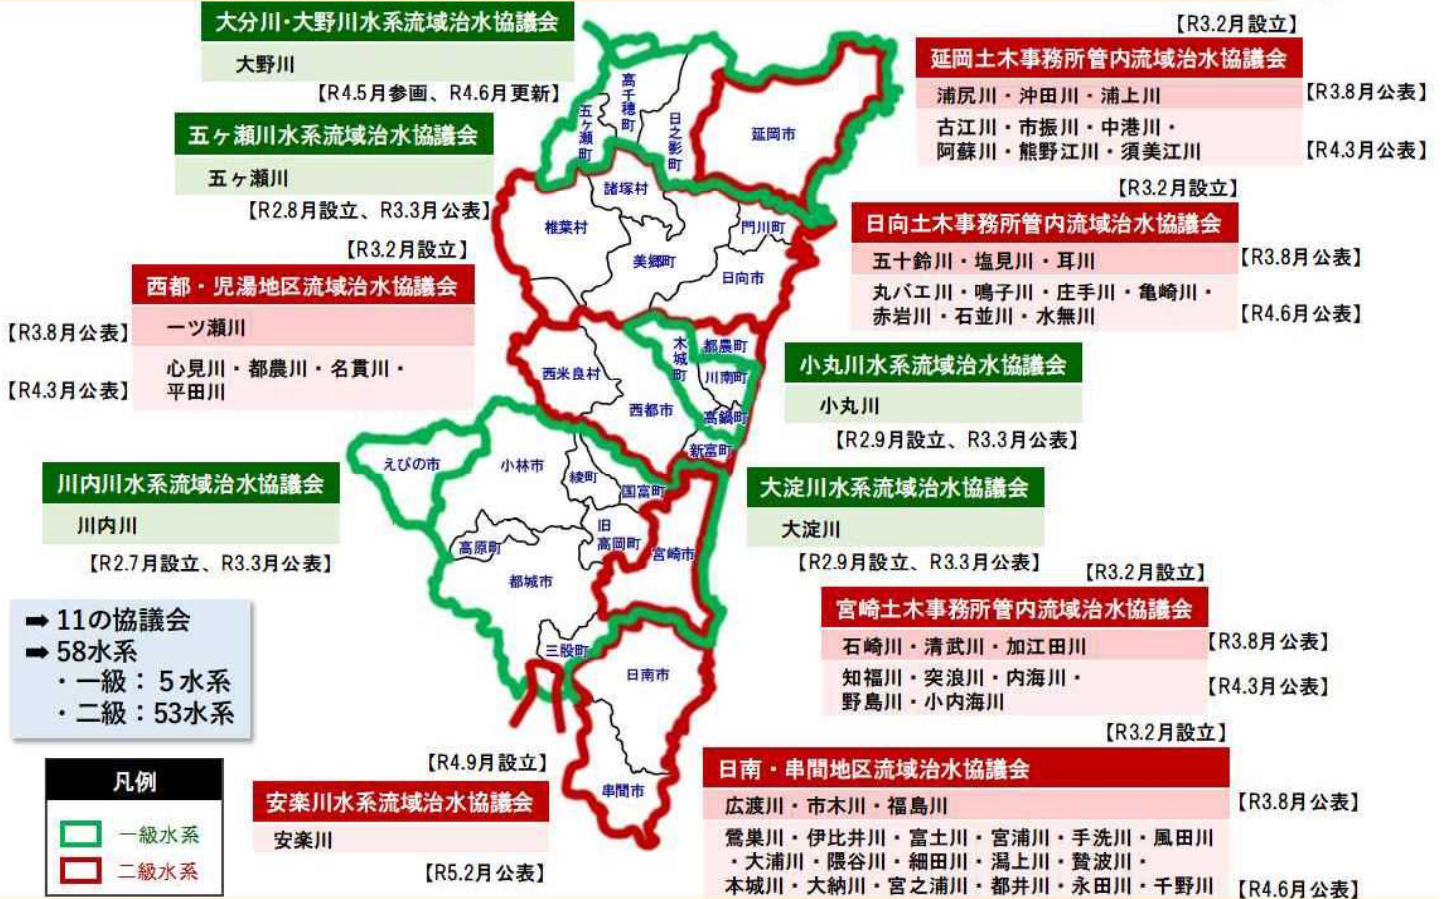 大分川・大野川水系流域治水協議会
大野川
【R4.5月参画、R4.6月更新】
五ヶ瀬川水系流域治水協議会
五ヶ瀬川
【R2.8月設立、R3.3月公表】
【R3.2月設立】
西都・児湯地区流域治水協議会
【R3.8月公表】
一ツ瀬川
【R4.3月公表】
心見川・都農川・名貫川・
平田川
川内川水系流域治水協議会
川内川
【R2.7月設立、R3.3月公表】
➡ 11の協議会
➡ 58水系
・一級：５水系
・二級：53水系
凡例
一級水系
二級水系
【R4.9月設立】
安楽川水系流域治水協議会
安楽川
【R5.2月公表】
高千穂町
五ヶ瀬町
日之影町
延岡市
諸塚村
椎葉村
門川町
美郷町
日向市
木城町
都農町
西米良村
川南町
西都市
高鍋町
新富町
えびの市
小林市
綾町
国富町
旧
高岡町
高原町
宮崎市
都城市
三股町
日南市
串間市
【R3.2月設立】
延岡土木事務所管内流域治水協議会
浦尻川・沖田川・浦上川
【R3.8月公表】
古江川・市振川・中港川・
阿蘇川・熊野江川・須美江川
【R4.3月公表】
【R3.2月設立】
日向土木事務所管内流域治水協議会
五十鈴川・塩見川・耳川
【R3.8月公表】
丸バエ川・鳴子川・庄手川・亀崎川・
赤岩川・石並川・水無川
【R4.6月公表】
小丸川水系流域治水協議会
小丸川
【R2.9月設立、R3.3月公表】
大淀川水系流域治水協議会
大淀川
【R2.9月設立、R3.3月公表】
【R3.2月設立】
宮崎土木事務所管内流域治水協議会
石崎川・清武川・加江田川
【R3.8月公表】
知福川・突浪川・内海川・
野島川・小内海川
【R4.3月公表】
【R3.2月設立】
日南・串間地区流域治水協議会
広渡川・市木川・福島川
【R3.8月公表】
鶯巣川・伊比井川・富土川・宮浦川・手洗川・風田川
・大浦川・隈谷川・細田川・潟上川・贄波川・
本城川・大納川・宮之浦川・都井川・永田川・千野川
【R4.6月公表】